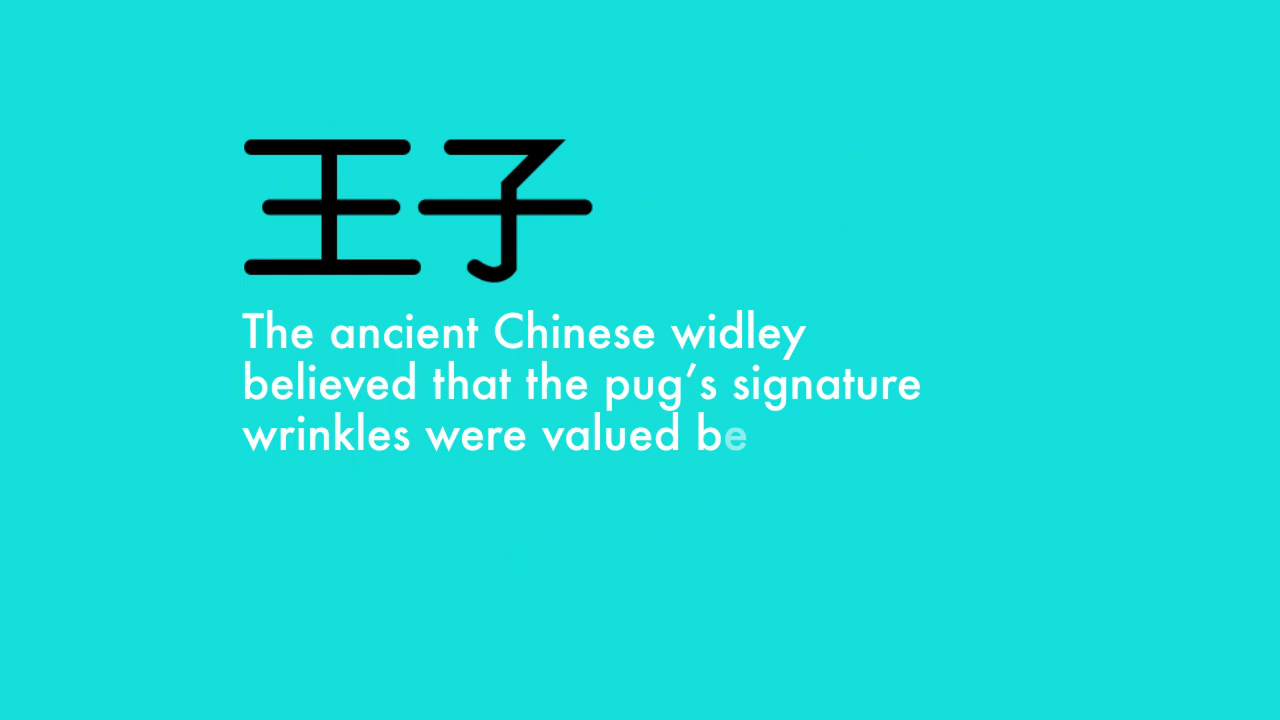 王子
The ancient Chinese widley
believed that the pug’s signature
wrinkles were valued be